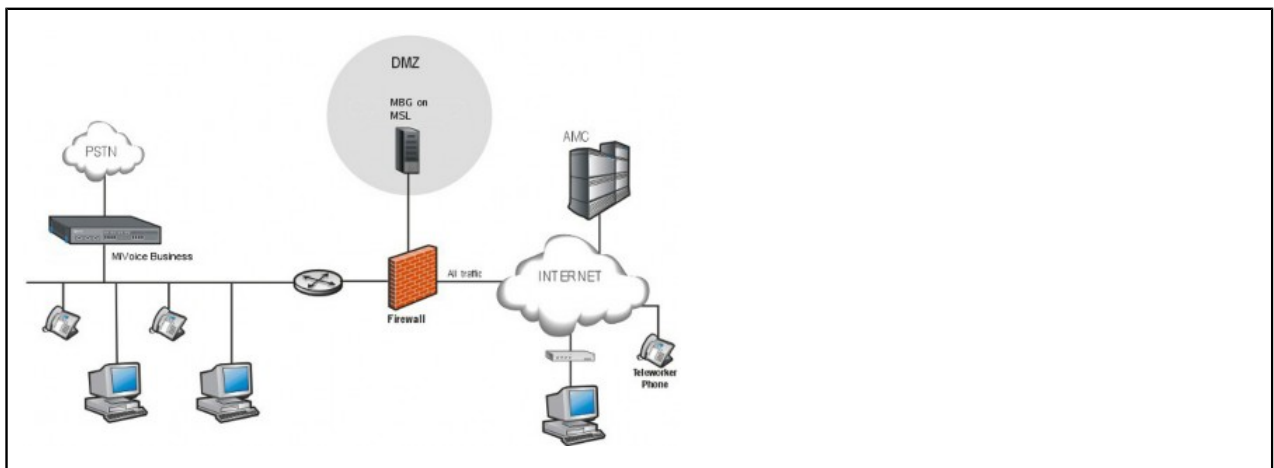 DMZ
MBG on
MSL
PSTN
AMC
MiVoice Business
All traffic
INTERNET
Firewall
Teleworker
Phone